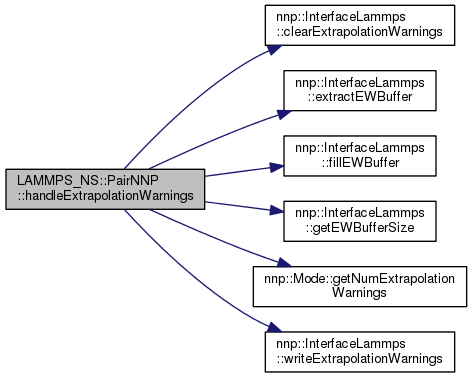 nnp::InterfaceLammps
::clearExtrapolationWarnings
nnp::InterfaceLammps
::extractEWBuffer
nnp::InterfaceLammps
::fillEWBuffer
LAMMPS_NS::PairNNP
::handleExtrapolationWarnings
nnp::InterfaceLammps
::getEWBufferSize
nnp::Mode::getNumExtrapolation
Warnings
nnp::InterfaceLammps
::writeExtrapolationWarnings